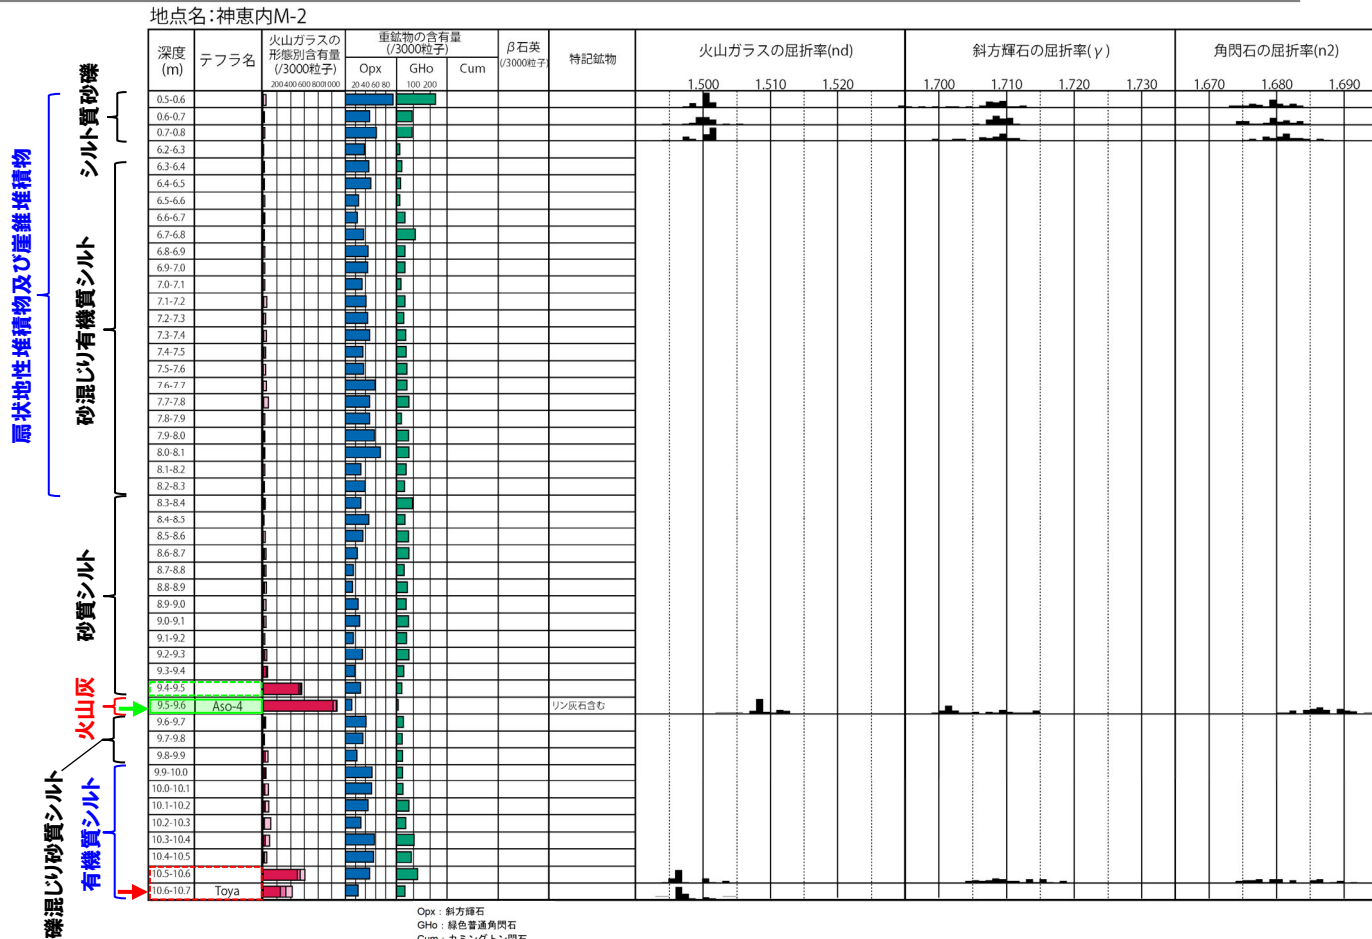 地点名:神恵内M-2
深度
(m)
テフラ名
火山ガラスの
形態別含有量
(/3000粒子)
2004006008001000
重鉱物の含有量
(/3000粒子)
Opx
20 40 60 80
GHo
100 200
Cum
β石英
(/3000粒子)
特記鉱物
火山ガラスの屈折率(nd)
1,500 1,510 1,520
斜方輝石の屈折率(γ)
1,700 1,710 1,720 1,730
角閃石の屈折率(n2)
1,670 1,680 1,690
0.5-0.6
0.6-0.7
0.7-0.8
6.2-6.3
6.3-6.4
6.4-6.5
6.5-6.6
6.6-6.7
6.7-6.8
6.8-6.9
6.9-7.0
7.0-7.1
7.1-7.2
7.2-7.3
7.3-7.4
7.4-7.5
7.5-7.6
7.6-7.7
7.7-7.8
7.8-7.9
7.9-8.0
8.0-8.1
8.1-8.2
8.2-8.3
8.3-8.4
8.4-8.5
8.5-8.6
8.6-8.7
8.7-8.8
8.8-8.9
8.9-9.0
9.0-9.1
9.1-9.2
9.2-9.3
9.3-9.4
9.4-9.5
9.5-9.6 Aso-4 リン灰石含む
9.6-9.7
9.7-9.8
9.8-9.9
9.9-10.0
10.0-10.1
10.1-10.2
10.2-10.3
10.3-10.4
10.4-10.5
10.5-10.6
10.6-10.7 Toya
扇状地性堆積物及び崖錐堆積物
シルト質砂礫
砂混じり有機質シルト
砂質シルト
火山灰
礫混じり砂質シルト
有機質シルト
Opx : 斜方輝石
GHo : 緑色普通角閃石
Cum : カミングトン閃石